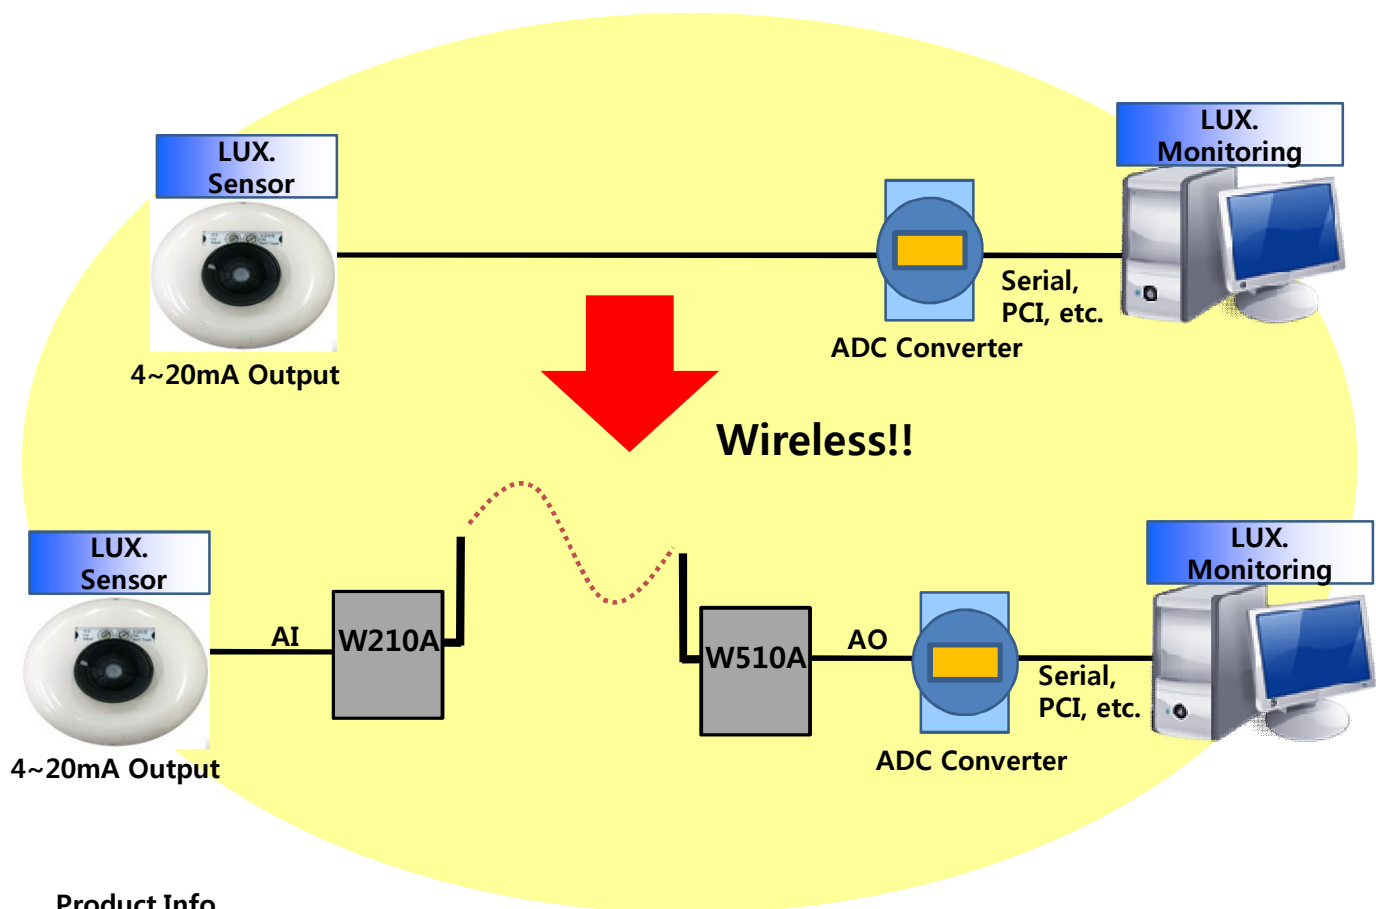 LUX.
Sensor
LUX.
Monitoring
Serial,
PCI, etc.
ADC Converter
4~20mA Output
Wireless!!
LUX.
Sensor
LUX.
Monitoring
AI
W210A
W510A
AO
Serial,
PCI, etc.
ADC Converter
4~20mA Output
Product Info